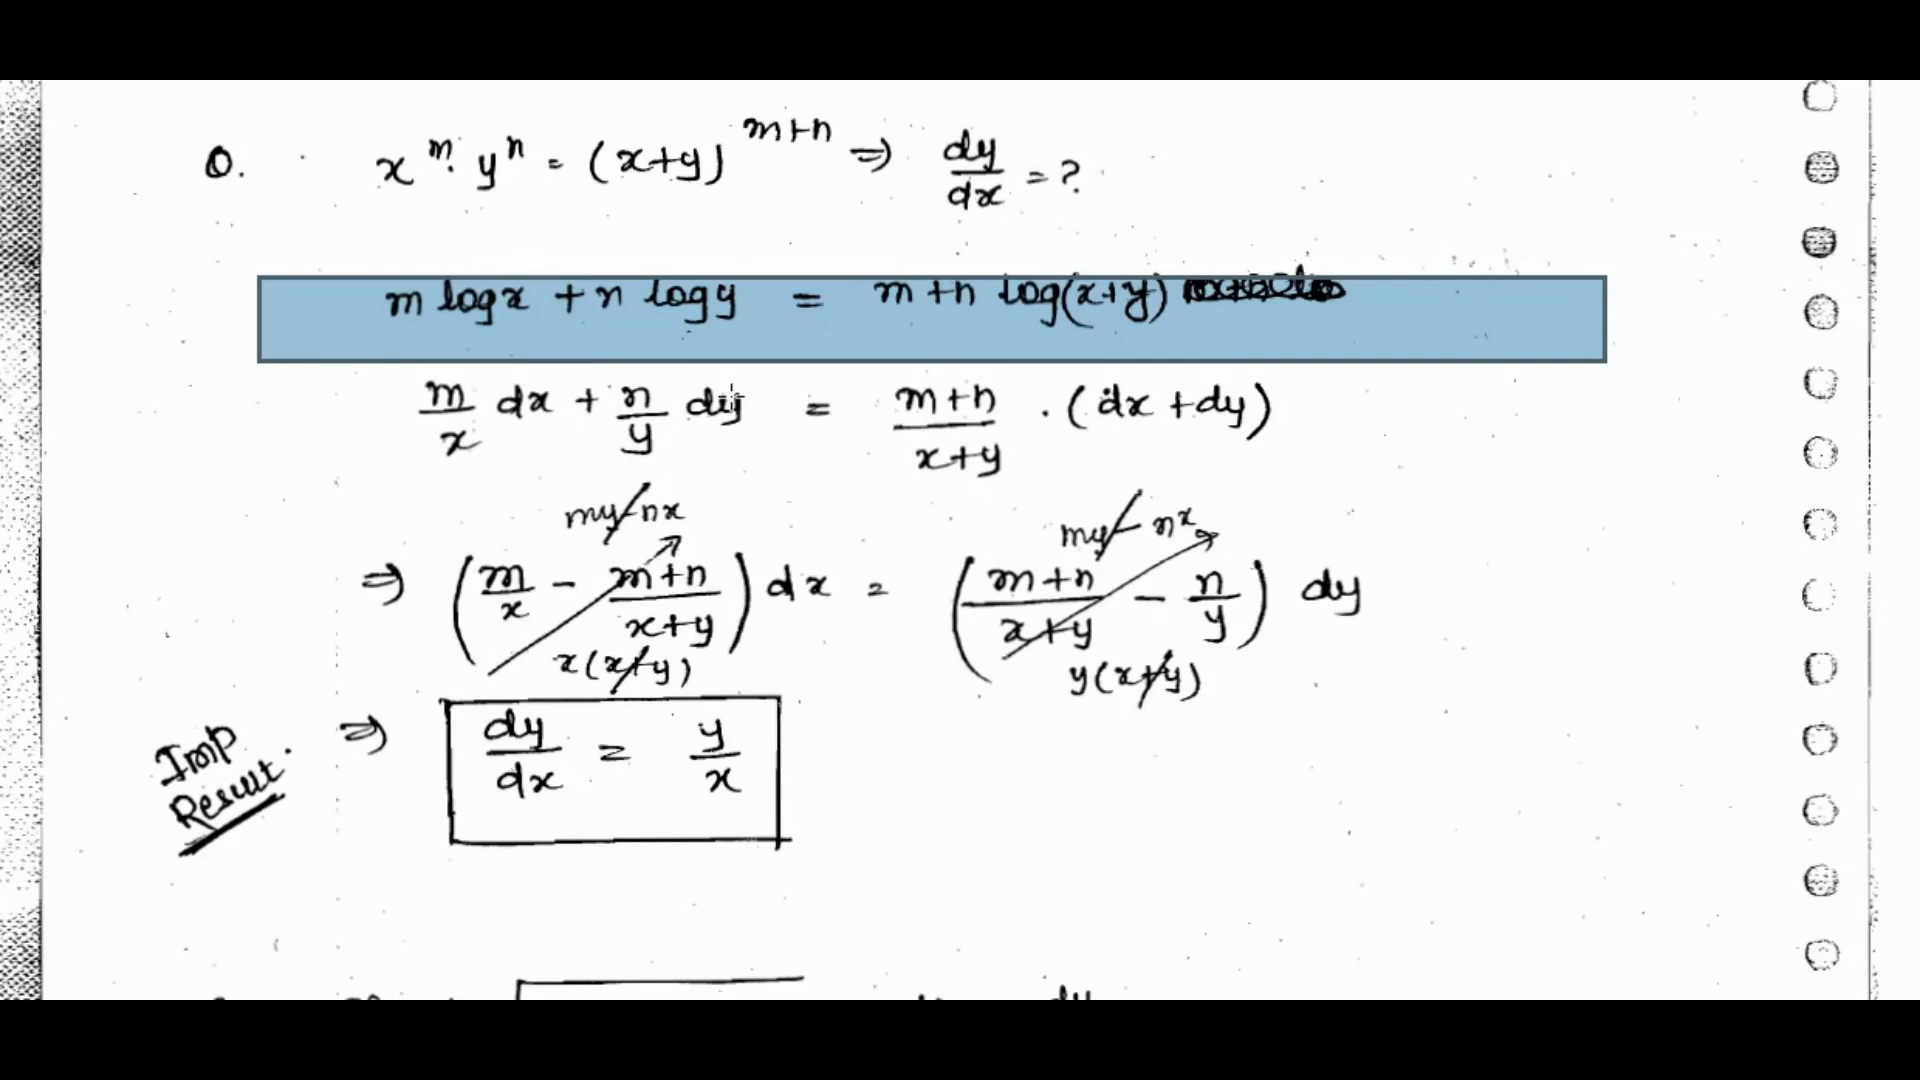 Q. x^m · y^n = (x+y)^{m+n} ⇒ dy/dx = ?
m log x + n log y = m+n log(x+y)
m/x dx + n/y dy = m+n/x+y · (dx + dy)
my-nx my-nx
⇒ (m/x - m+n/x+y) dx = (m+n/x+y - n/y) dy
x(x+y) y(x+y)
Imp Result. ⇒ dy/dx = y/x